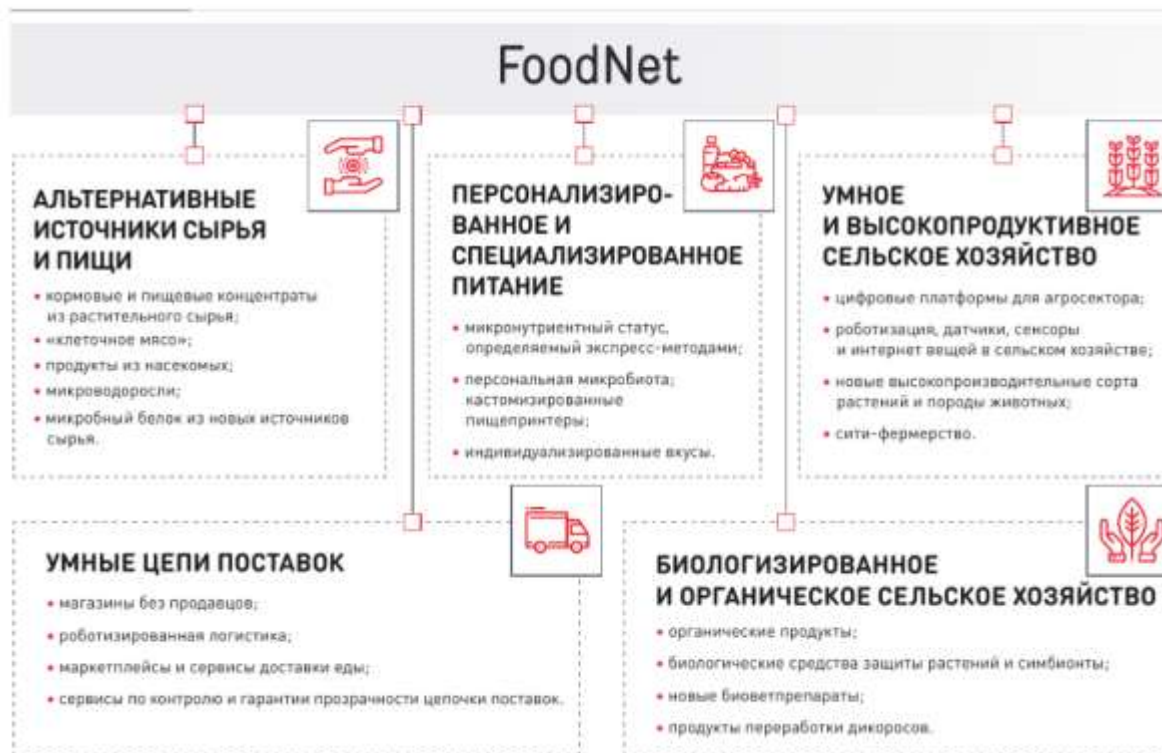 FoodNet
АЛЬТЕРНАТИВНЫЕ
ИСТОЧНИКИ СЫРЬЯ
И ПИЩИ
• кормовые и пищевые концентраты
из растительного сырья;
• «клеточное мясо»;
• продукты из насекомых;
• микроводоросли;
• микробный белок из новых источников
сырья.
ПЕРСОНАЛИЗИРО-
ВАННОЕ И
СПЕЦИАЛИЗИРОВАННОЕ
ПИТАНИЕ
• микронутриентный статус,
определяемый экспресс-методами;
• персональная микробиота;
кастомизированные
пищепринтеры;
• индивидуализированные вкусы.
УМНОЕ
И ВЫСОКОПРОДУКТИВНОЕ
СЕЛЬСКОЕ ХОЗЯЙСТВО
• цифровые платформы для агросектора;
• роботизация, датчики, сенсоры
и интернет вещей в сельском хозяйстве;
• новые высокопроизводительные сорта
растений и породы животных;
• сити-фермерство.
УМНЫЕ ЦЕПИ ПОСТАВОК
• магазины без продавцов;
• роботизированная логистика;
• маркетплейсы и сервисы доставки еды;
• сервисы по контролю и гарантии прозрачности цепочки поставок.
БИОЛОГИЗИРОВАННОЕ
И ОРГАНИЧЕСКОЕ СЕЛЬСКОЕ ХОЗЯЙСТВО
• органические продукты;
• биологические средства защиты растений и симбионты;
• новые биоветпрепараты;
• продукты переработки дикоросов.